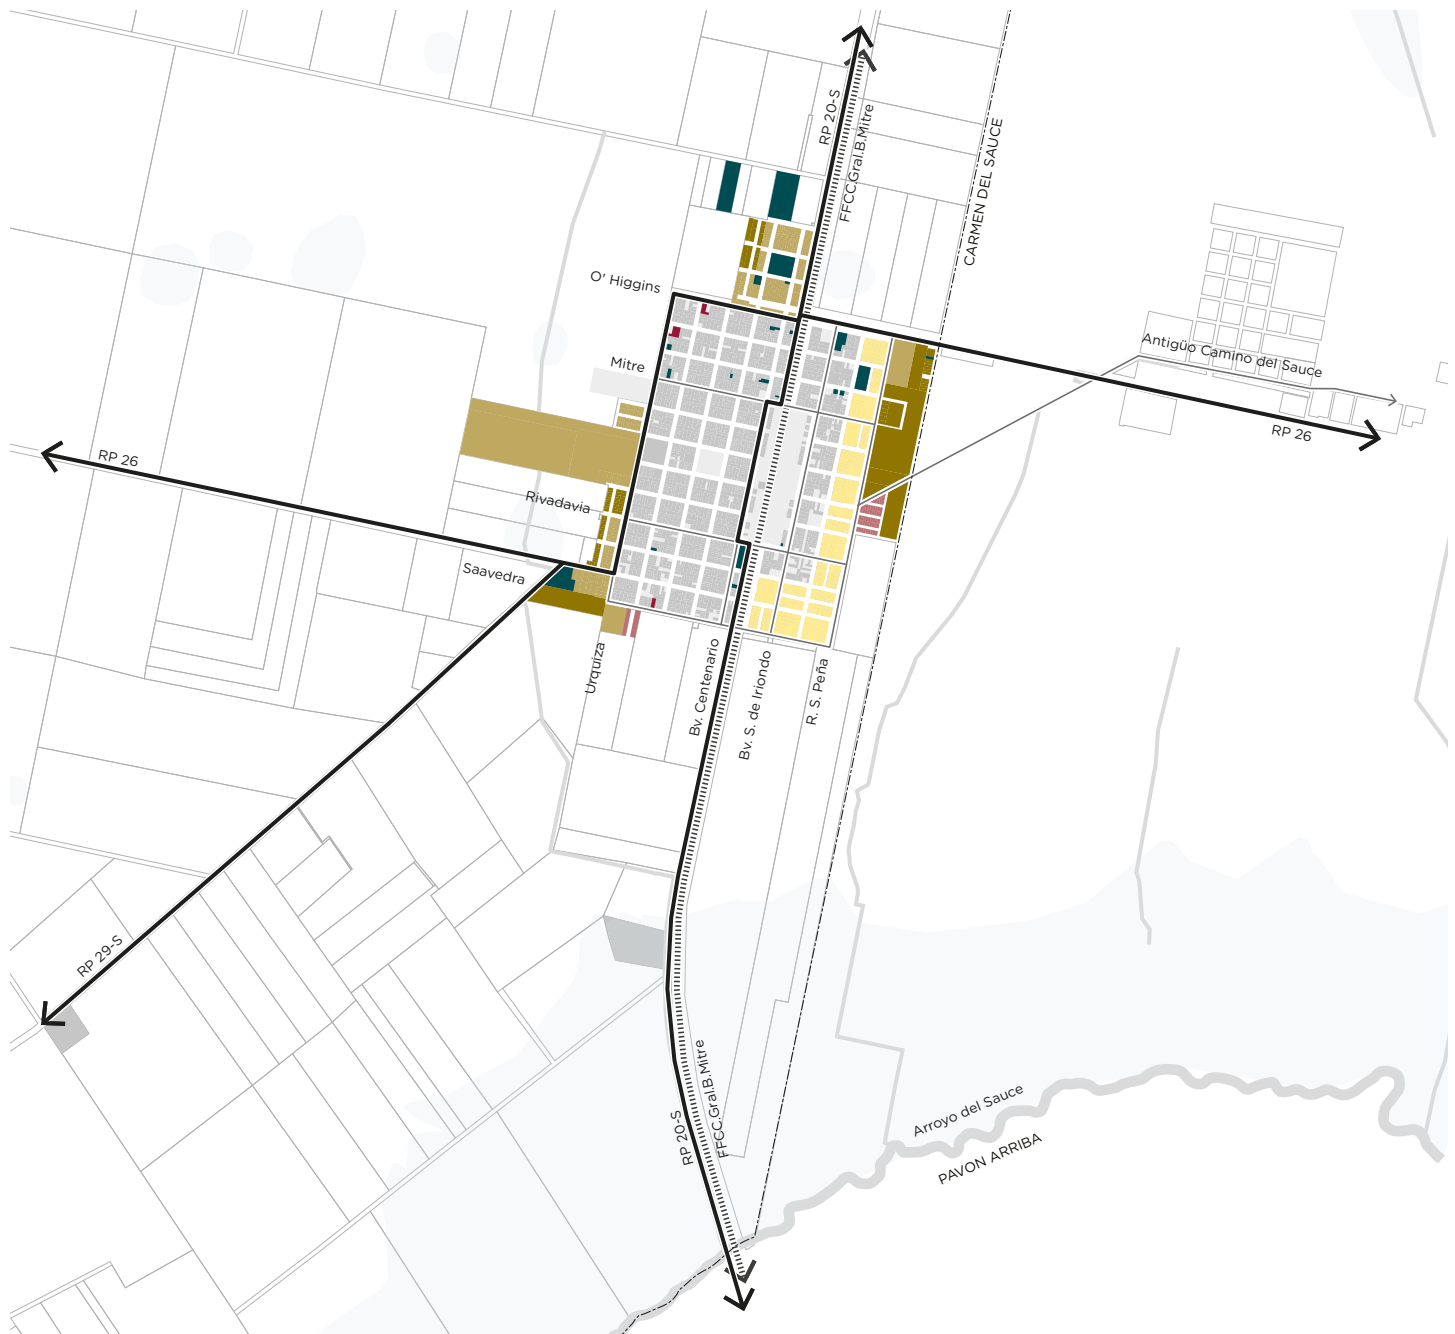 RP 20-S
FFCC.Gral.B.Mitre
CARMEN DEL SAUCE
O' Higgins
Mitre
Antigüo Camino del Sauce
RP 26
RP 26
Rivadavia
Saavedra
Urquiza
Bv. Centenario
Bv. S. de Iriondo
R. S. Peña
RP 29-S
RP 20-S
FFCC.Gral.B.Mitre
Arroyo del Sauce
PAVON ARRIBA